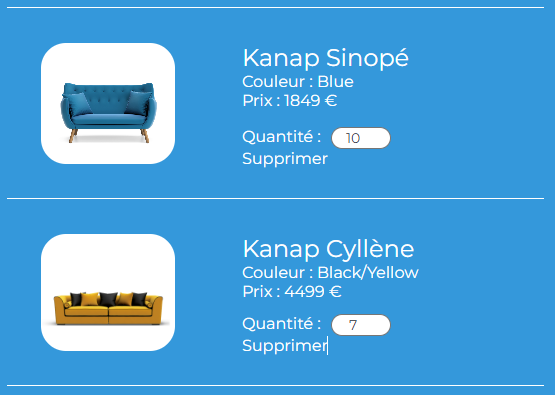 Kanap Sinopé
Couleur : Blue
Prix : 1849 €
Quantité : 10
Supprimer
Kanap Cyllène
Couleur : Black/Yellow
Prix : 4499 €
Quantité : 7
Supprimer